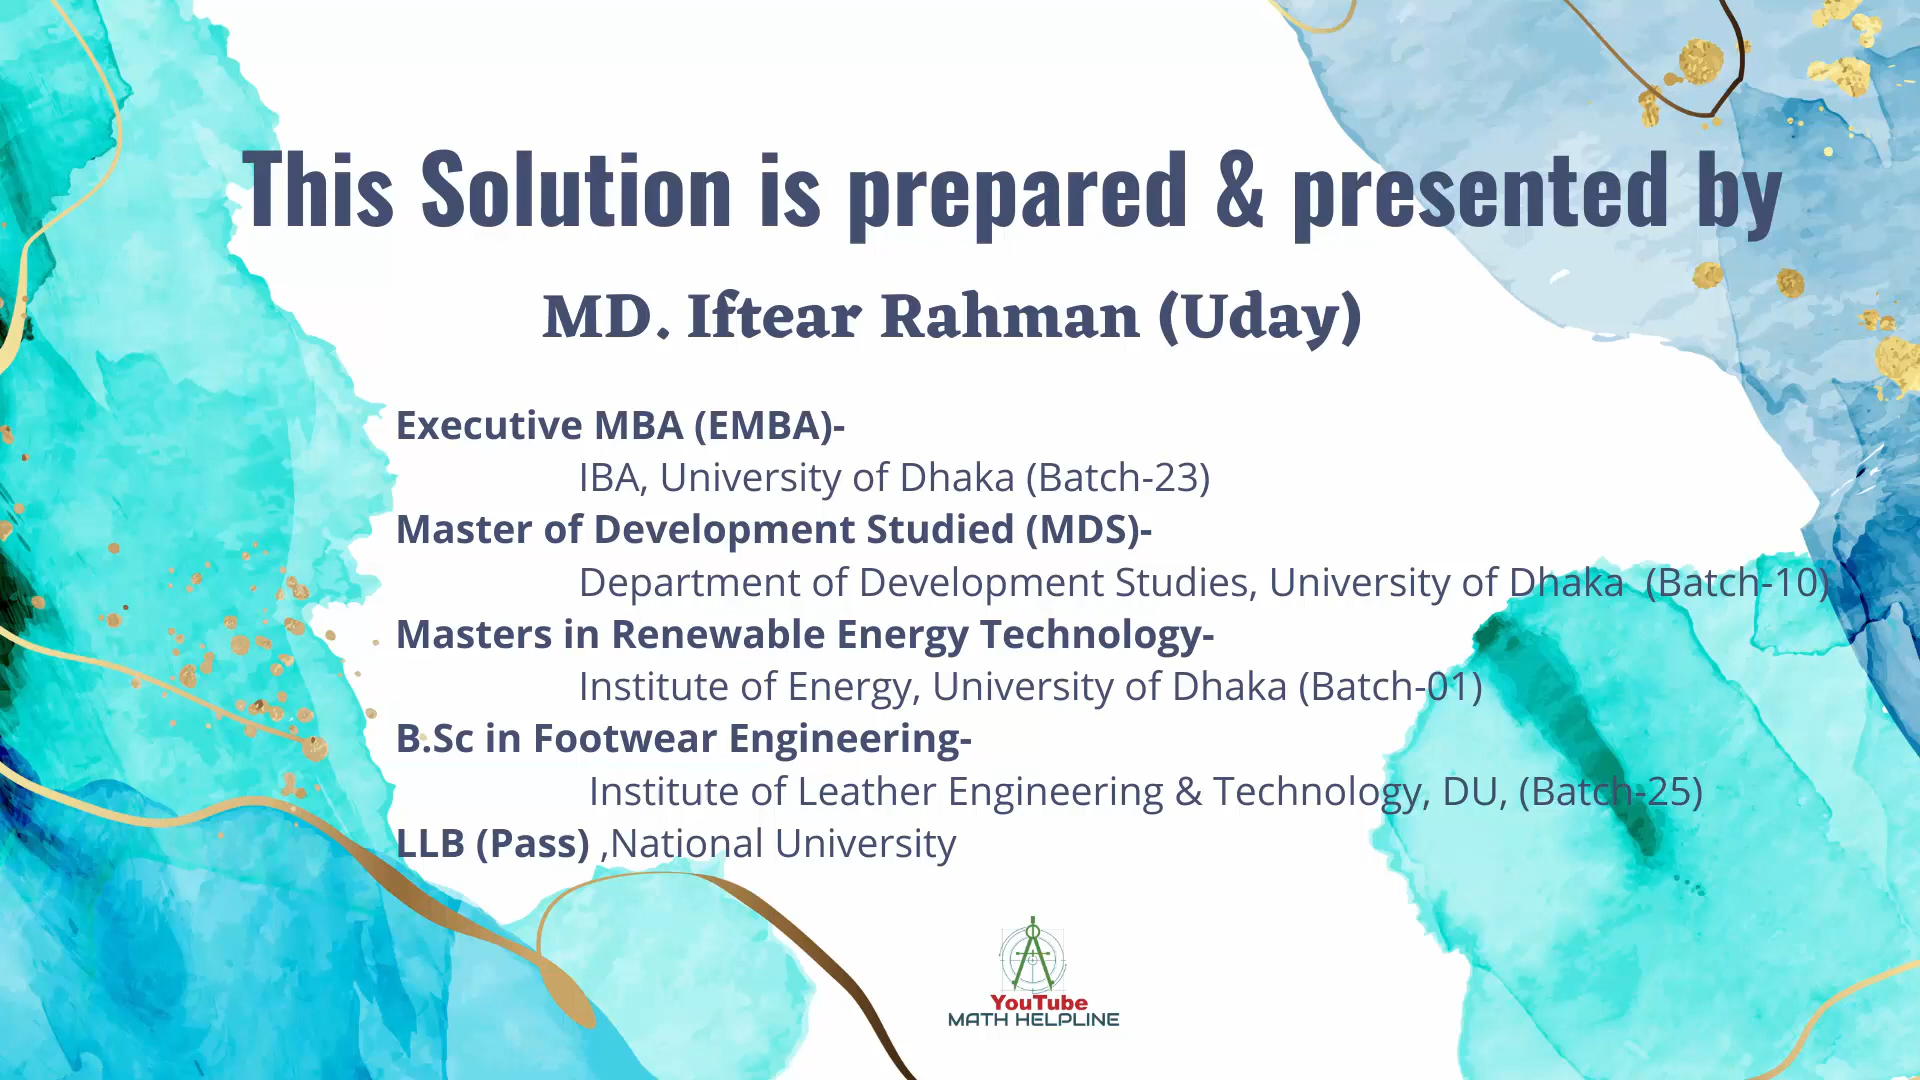 This Solution is prepared & presented by
MD. Iftear Rahman (Uday)
Executive MBA (EMBA)-
IBA, University of Dhaka (Batch-23)
Master of Development Studied (MDS)-
Department of Development Studies, University of Dhaka (Batch-10)
Masters in Renewable Energy Technology-
Institute of Energy, University of Dhaka (Batch-01)
B.Sc in Footwear Engineering-
Institute of Leather Engineering & Technology, DU, (Batch-25)
LLB (Pass) ,National University
YouTube
MATH HELPLINE